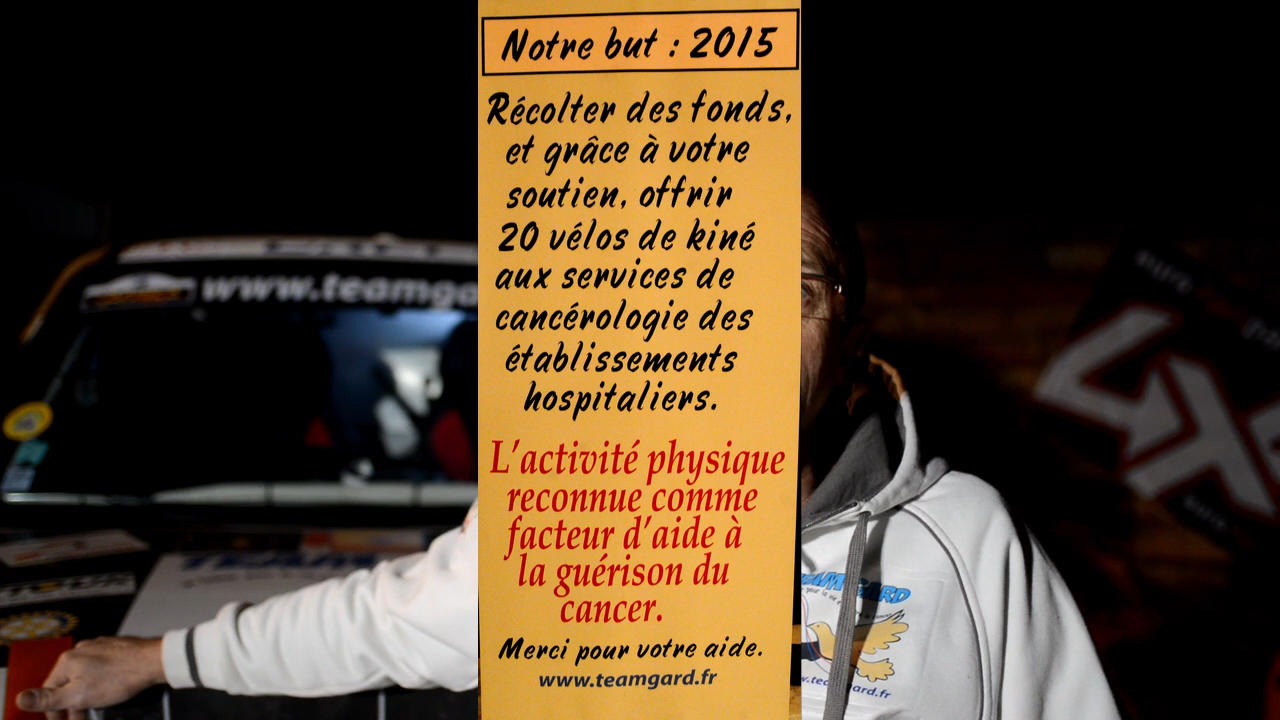 Notre but : 2015
Récolter des fonds,
et grâce à votre
soutien, offrir
20 vélos de kiné
aux services de
cancérologie des
établissements
hospitaliers.
L'activité physique
reconnue comme
facteur d'aide à
la guérison du
cancer.
Merci pour votre aide.
www.teamgard.fr
www.teamga
4X